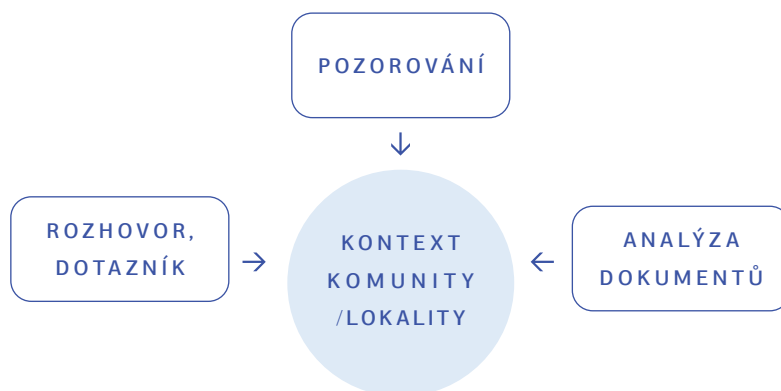 POZOROVÁNÍ
ROZHOVOR,
DOTAZNÍK
KONTEXT
KOMUNITY
/LOKALITY
ANALÝZA
DOKUMENTŮ